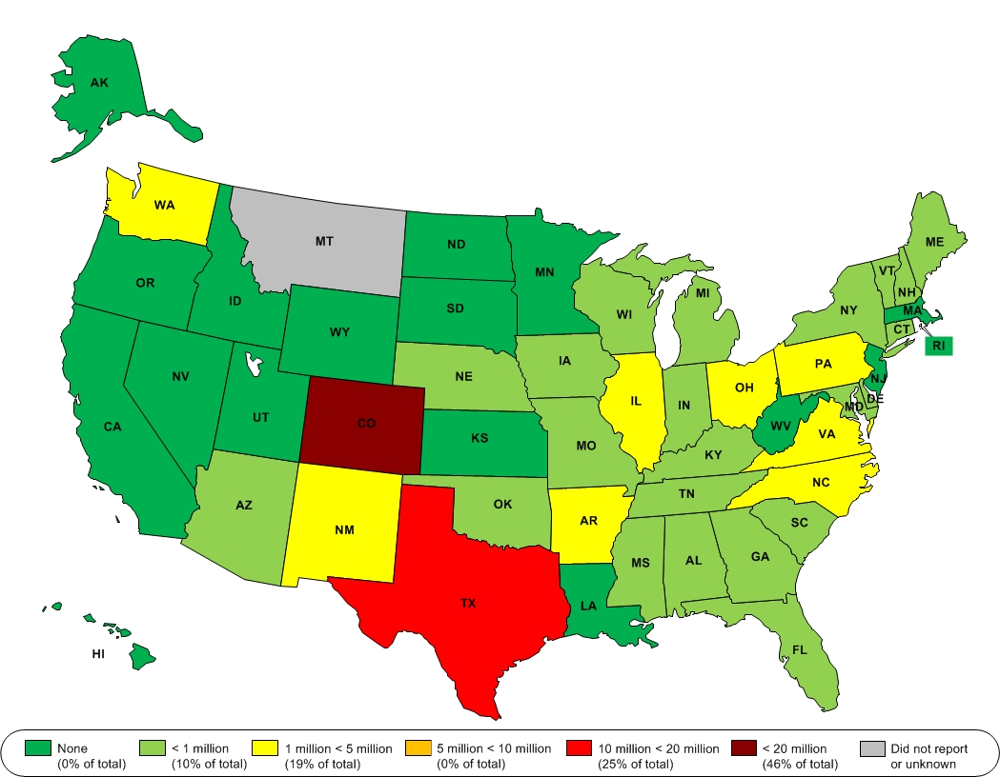 AK
WA
MT
ND
MN
ME
VT
NH
OR
ID
SD
WI
MI
NY
MA
CT
RI
WY
IA
NE
PA
NV
IL
IN
OH
NJ
DE
MD
UT
CO
CA
KS
MO
WV
VA
KY
AZ
OK
TN
NC
NM
AR
SC
MS
AL
GA
TX
LA
HI
FL
None
(0% of total)
< 1 million
(10% of total)
1 million < 5 million
(19% of total)
5 million < 10 million
(0% of total)
10 million < 20 million
(25% of total)
< 20 million
(46% of total)
Did not report
or unknown